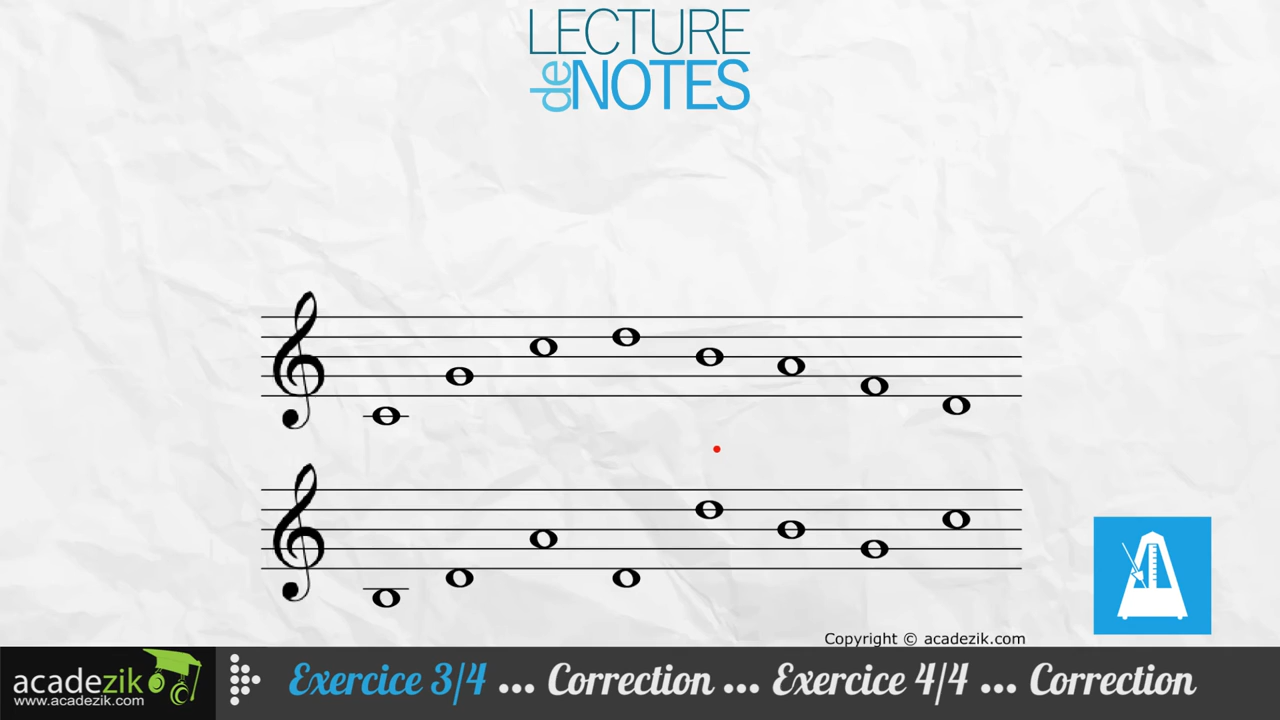 LECTURE
de NOTES
Copyright © acadezik.com
acadezik
www.acadezik.com
Exercice 3/4 ... Correction ... Exercice 4/4 ... Correction